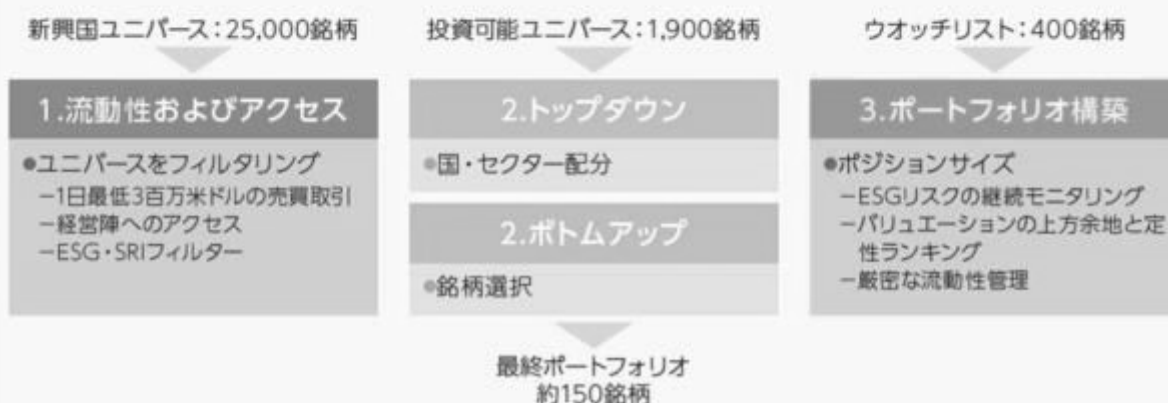 新興国ユニバース：25,000銘柄
1.流動性およびアクセス
●ユニバースをフィルタリング
－1日最低3百万米ドルの売買取引
－経営陣へのアクセス
－ESG・SRIフィルター
投資可能ユニバース：1,900銘柄
2.トップダウン
●国・セクター配分
2.ボトムアップ
●銘柄選択
最終ポートフォリオ
約150銘柄
ウオッチリスト：400銘柄
3.ポートフォリオ構築
●ポジションサイズ
－ESGリスクの継続モニタリング
－バリュエーションの上方余地と定
性ランキング
－厳密な流動性管理